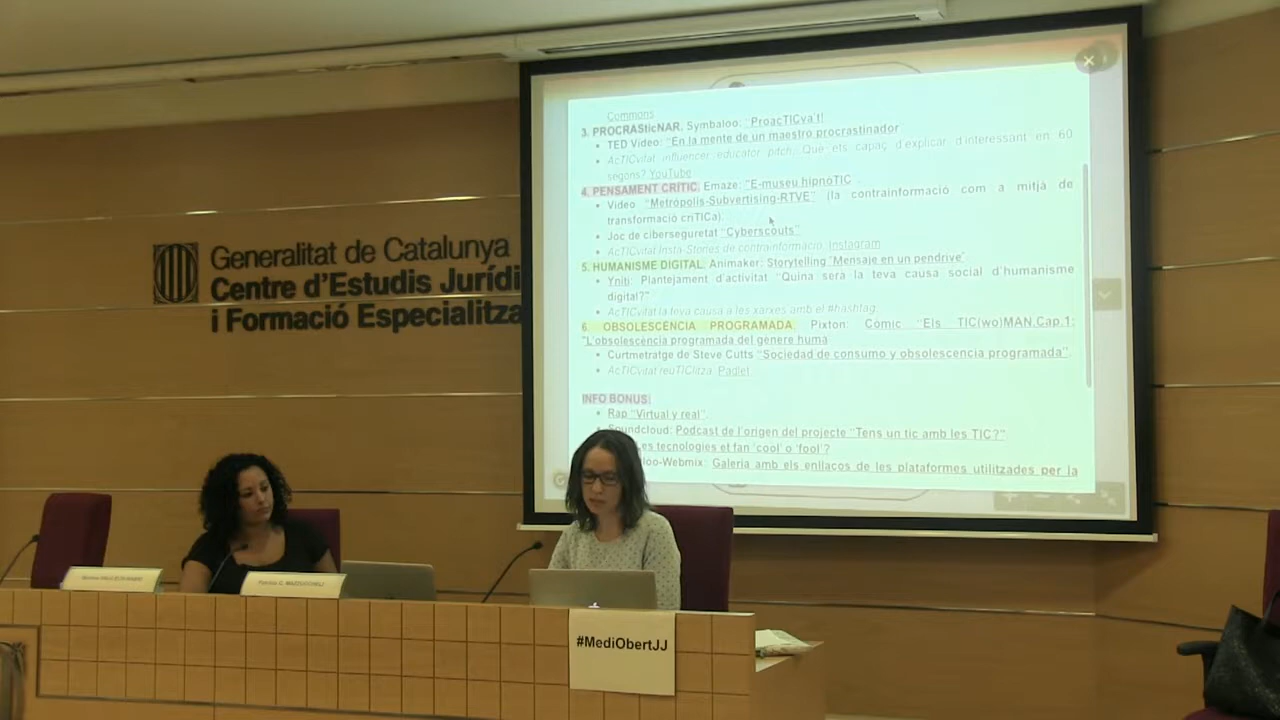 Commons
3. PROCRASticNAR. Symbaloo: "ProacTICva't!
• TED Video: "En la mente de un maestro procrastinador
• AcTICvitat influencer educator pitch. Que ets capaç d'explicar d'interessant en 60
segons? YouTube
4. PENSAMENT CRÍTIC. Emaze: "E-museu hipnòTIC
• Video "Metrópolis-Subvertising-RTVE" (la contrainformació com a mitjà de
transformació cnTICa).
• Joc de ciberseguretat "Cyberscouts"
• AcTICvitat Insta-Stories de contrainformació. Instagram
5. HUMANISME DIGITAL. Animaker: Storytelling "Mensaje en un pendrive"
• Plantejament d'activitat "Quina serà la teva causa social d'humanisme
digital?"
• AcTICvitat la teva causa a les xarxes amb el #hashtag.
6. OBSOLESCÈNCIA PROGRAMADA. Pixton: Còmic "Els TIC(wo)MAN.Cap.1:
"L'obsolescència programada del gènere humà
• Curtmetratge de Steve Cutts "Sociedad de consumo y obsolescencia programada".
• AcTICvitat reuTICIitza. Padlet
INFO BONUS:
• Rap "Virtual y real".
Soundcloud: Podcast de l'origen del projecte "Tens un tic amb les TIC?"
es tecnologies et fan 'cool' o 'fool'?
loo-Webmix: Galeria amb els enllaços de les plataformes utilitzades per la
Generalitat de Catalunya
Centre d'Estudis Jurídi
i Formació Especialitza
#MediObertJJ